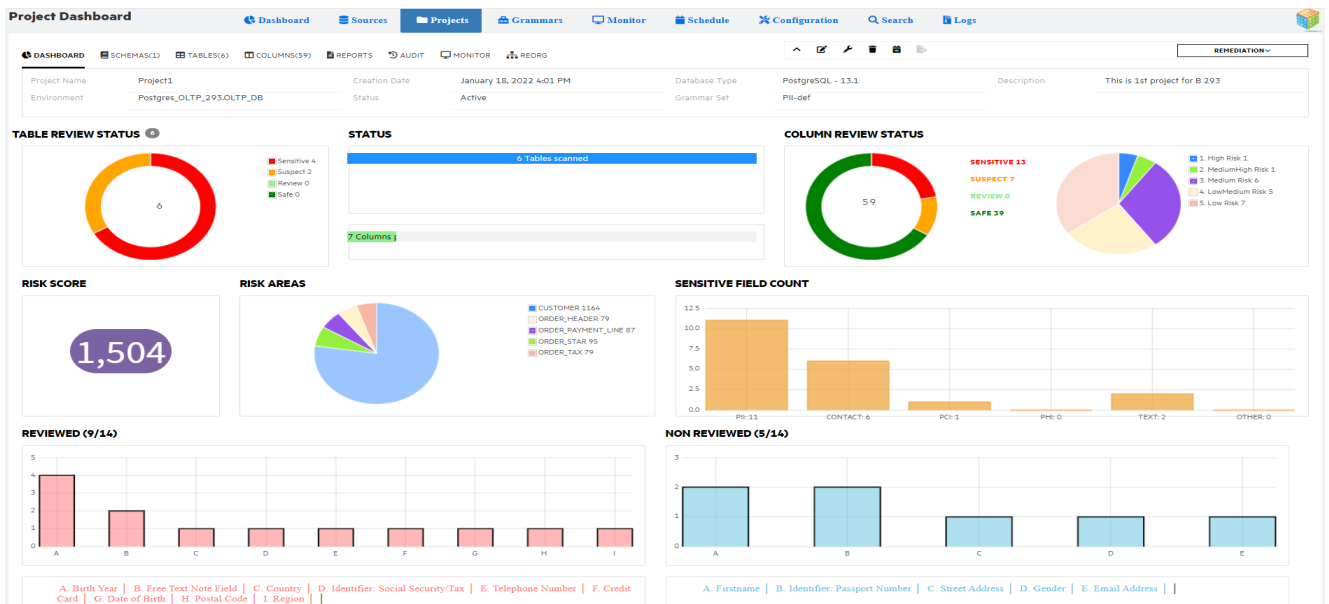 Project Dashboard
Dashboard Sources Projects Grammars Monitor Schedule Configuration Search Logs
DASHBOARD SCHEMAS(1) TABLES(6) COLUMNS(59) REPORTS AUDIT MONITOR REORG
REMEDIATION
Project Name Project1 Creation Date January 18, 2022 4:01 PM Database Type PostgreSQL - 13.1 Description This is 1st project for B 293
Environment Postgres_OLTP_293.OLTP_DB Status Active Grammar Set PII-def
TABLE REVIEW STATUS 6
Sensitive 4
Suspect 2
Review 0
Safe 0
6
STATUS
6 Tables scanned
7 Columns p
COLUMN REVIEW STATUS
59
SENSITIVE 13
SUSPECT 7
REVIEW 0
SAFE 39
1. High Risk 1
2. MediumHigh Risk 1
3. Medium Risk 6
4. LowMedium Risk 5
5. Low Risk 7
RISK SCORE
1,504
RISK AREAS
CUSTOMER 1164
ORDER_HEADER 79
ORDER_PAYMENT_LINE 87
ORDER_STAR 95
ORDER_TAX 79
SENSITIVE FIELD COUNT
12.5
10.0
7.5
5.0
2.5
0.0
PII: 11 CONTACT: 6 PCI: 1 PHI: 0 TEXT: 2 OTHER: 0
REVIEWED (9/14)
5
4
3
2
1
0
A B C D E F G H I
A. Birth Year | B. Free Text Note Field | C. Country | D. Identifier: Social Security/Tax | E. Telephone Number | F. Credit
Card | G. Date of Birth | H. Postal Code | I. Region | |
NON REVIEWED (5/14)
3
2
1
0
A B C D E
A. Firstname | B. Identifier: Passport Number | C. Street Address | D. Gender | E. Email Address | |